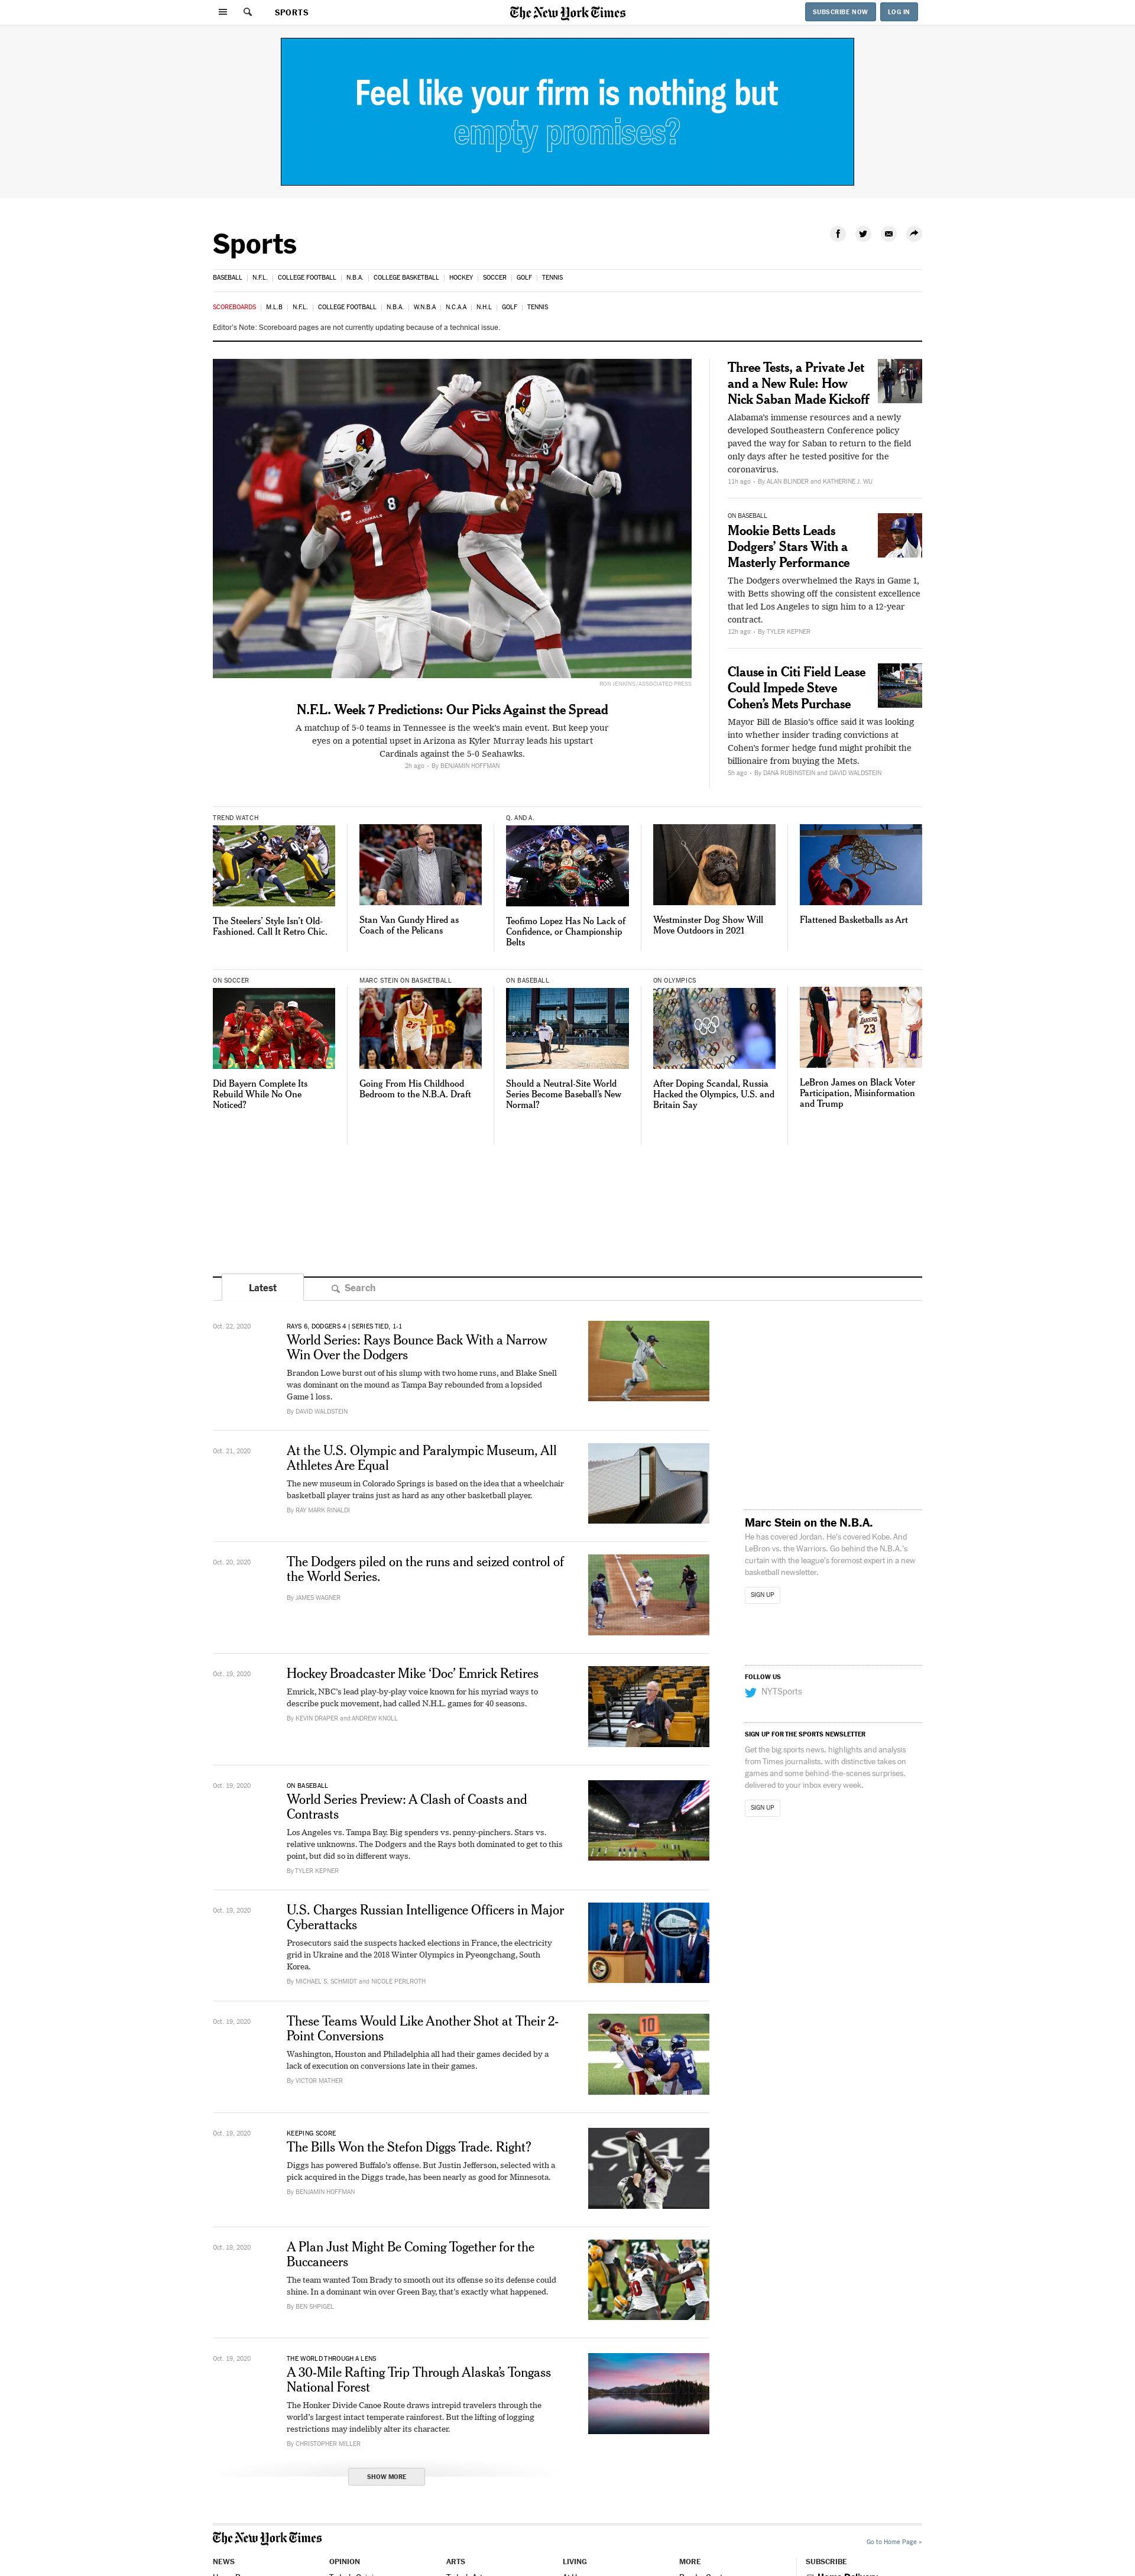 SPORTS
The New York Times
SUBSCRIBE NOW
LOG IN
Feel like your firm is nothing but
empty promises?
Sports
BASEBALL | N.F.L. | COLLEGE FOOTBALL | N.B.A. | COLLEGE BASKETBALL | HOCKEY | SOCCER | GOLF | TENNIS
SCOREBOARDS | M.L.B | N.F.L. | COLLEGE FOOTBALL | N.B.A. | W.N.B.A | N.C.A.A | N.H.L | GOLF | TENNIS
Editor's Note: Scoreboard pages are not currently updating because of a technical issue.
RON JENKINS/ASSOCIATED PRESS
N.F.L. Week 7 Predictions: Our Picks Against the Spread
A matchup of 5-0 teams in Tennessee is the week's main event. But keep your
eyes on a potential upset in Arizona as Kyler Murray leads his upstart
Cardinals against the 5-0 Seahawks.
2h ago • By BENJAMIN HOFFMAN
Three Tests, a Private Jet
and a New Rule: How
Nick Saban Made Kickoff
Alabama's immense resources and a newly
developed Southeastern Conference policy
paved the way for Saban to return to the field
only days after he tested positive for the
coronavirus.
11h ago • By ALAN BLINDER and KATHERINE J. WU
ON BASEBALL
Mookie Betts Leads
Dodgers' Stars With a
Masterly Performance
The Dodgers overwhelmed the Rays in Game 1,
with Betts showing off the consistent excellence
that led Los Angeles to sign him to a 12-year
contract.
12h ago • By TYLER KEPNER
Clause in Citi Field Lease
Could Impede Steve
Cohen's Mets Purchase
Mayor Bill de Blasio's office said it was looking
into whether insider trading convictions at
Cohen's former hedge fund might prohibit the
billionaire from buying the Mets.
5h ago • By DANA RUBINSTEIN and DAVID WALDSTEIN
TREND WATCH
The Steelers' Style Isn't Old-
Fashioned. Call It Retro Chic.
Stan Van Gundy Hired as
Coach of the Pelicans
Q. AND A.
Teofimo Lopez Has No Lack of
Confidence, or Championship
Belts
Westminster Dog Show Will
Move Outdoors in 2021
Flattened Basketballs as Art
ON SOCCER
Did Bayern Complete Its
Rebuild While No One
Noticed?
MARC STEIN ON BASKETBALL
Going From His Childhood
Bedroom to the N.B.A. Draft
ON BASEBALL
Should a Neutral-Site World
Series Become Baseball's New
Normal?
ON OLYMPICS
After Doping Scandal, Russia
Hacked the Olympics, U.S. and
Britain Say
LAKERS
23
LeBron James on Black Voter
Participation, Misinformation
and Trump
Latest
Search
Oct. 22, 2020
RAYS 6, DODGERS 4 | SERIES TIED, 1-1
World Series: Rays Bounce Back With a Narrow
Win Over the Dodgers
Brandon Lowe burst out of his slump with two home runs, and Blake Snell
was dominant on the mound as Tampa Bay rebounded from a lopsided
Game 1 loss.
By DAVID WALDSTEIN
Oct. 21, 2020
At the U.S. Olympic and Paralympic Museum, All
Athletes Are Equal
The new museum in Colorado Springs is based on the idea that a wheelchair
basketball player trains just as hard as any other basketball player.
By RAY MARK RINALDI
Oct. 20, 2020
The Dodgers piled on the runs and seized control of
the World Series.
By JAMES WAGNER
Oct. 19, 2020
Hockey Broadcaster Mike 'Doc' Emrick Retires
Emrick, NBC's lead play-by-play voice known for his myriad ways to
describe puck movement, had called N.H.L. games for 40 seasons.
By KEVIN DRAPER and ANDREW KNOLL
Oct. 19, 2020
ON BASEBALL
World Series Preview: A Clash of Coasts and
Contrasts
Los Angeles vs. Tampa Bay. Big spenders vs. penny-pinchers. Stars vs.
relative unknowns. The Dodgers and the Rays both dominated to get to this
point, but did so in different ways.
By TYLER KEPNER
Oct. 19, 2020
U.S. Charges Russian Intelligence Officers in Major
Cyberattacks
Prosecutors said the suspects hacked elections in France, the electricity
grid in Ukraine and the 2018 Winter Olympics in Pyeongchang, South
Korea.
By MICHAEL S. SCHMIDT and NICOLE PERLROTH
Oct. 19, 2020
These Teams Would Like Another Shot at Their 2-
Point Conversions
Washington, Houston and Philadelphia all had their games decided by a
lack of execution on conversions late in their games.
By VICTOR MATHER
Oct. 19, 2020
KEEPING SCORE
The Bills Won the Stefon Diggs Trade. Right?
Diggs has powered Buffalo's offense. But Justin Jefferson, selected with a
pick acquired in the Diggs trade, has been nearly as good for Minnesota.
By BENJAMIN HOFFMAN
Oct. 19, 2020
A Plan Just Might Be Coming Together for the
Buccaneers
The team wanted Tom Brady to smooth out its offense so its defense could
shine. In a dominant win over Green Bay, that's exactly what happened.
By BEN SHPIGEL
Oct. 19, 2020
THE WORLD THROUGH A LENS
A 30-Mile Rafting Trip Through Alaska's Tongass
National Forest
The Honker Divide Canoe Route draws intrepid travelers through the
world's largest intact temperate rainforest. But the lifting of logging
restrictions may indelibly alter its character.
By CHRISTOPHER MILLER
SHOW MORE
Marc Stein on the N.B.A.
He has covered Jordan. He's covered Kobe. And
LeBron vs. the Warriors. Go behind the N.B.A.'s
curtain with the league's foremost expert in a new
basketball newsletter.
SIGN UP
FOLLOW US
NYTSports
SIGN UP FOR THE SPORTS NEWSLETTER
Get the big sports news, highlights and analysis
from Times journalists, with distinctive takes on
games and some behind-the-scenes surprises,
delivered to your inbox every week.
SIGN UP
The New York Times
Go to Home Page »
NEWS
OPINION
ARTS
LIVING
MORE
SUBSCRIBE